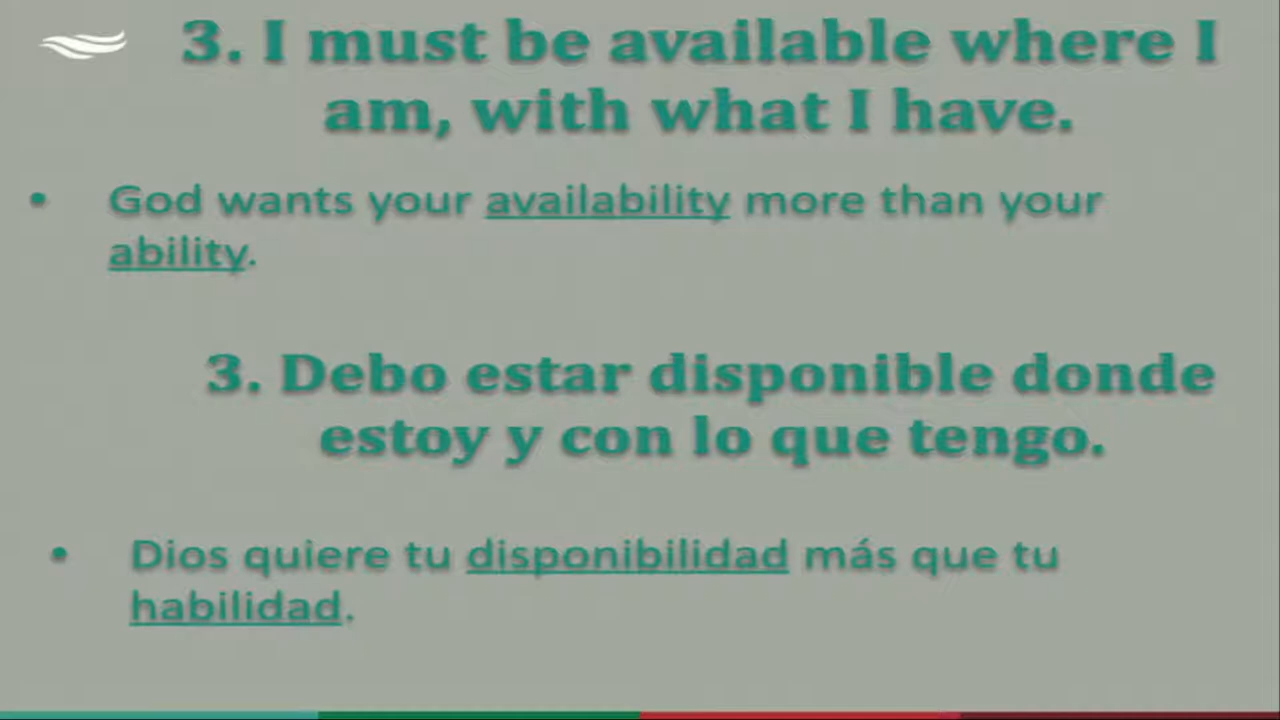 3. I must be available where I
am, with what I have.
• God wants your availability more than your
ability.
3. Debo estar disponible donde
estoy y con lo que tengo.
• Dios quiere tu disponibilidad más que tu
habilidad.